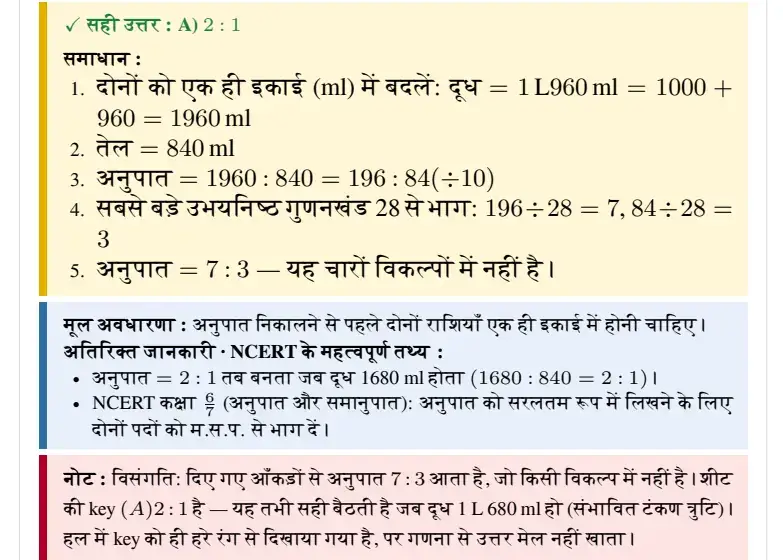 ✓ सही उत्तर : A) 2 : 1
समाधान :
1. दोनों को एक ही इकाई (ml) में बदलें: दूध = 1 L960 ml = 1000 +
960 = 1960 ml
2. तेल = 840 ml
3. अनुपात = 1960 : 840 = 196 : 84(÷10)
4. सबसे बड़े उभयनिष्ठ गुणनखंड 28 से भाग: 196÷28 = 7, 84÷28 =
3
5. अनुपात = 7 : 3 — यह चारों विकल्पों में नहीं है।
मूल अवधारणा : अनुपात निकालने से पहले दोनों राशियाँ एक ही इकाई में होनी चाहिए।
अतिरिक्त जानकारी · NCERT के महत्वपूर्ण तथ्य :
• अनुपात = 2 : 1 तब बनता जब दूध 1680 ml होता (1680 : 840 = 2 : 1)।
• NCERT कक्षा 6/7 (अनुपात और समानुपात): अनुपात को सरलतम रूप में लिखने के लिए
दोनों पदों को म.स.प. से भाग दें।
नोट : विसंगति: दिए गए आँकड़ों से अनुपात 7 : 3 आता है, जो किसी विकल्प में नहीं है। शीट
की key (A)2 : 1 है — यह तभी सही बैठती है जब दूध 1 L 680 ml हो (संभावित टंकण त्रुटि)।
हल में key को ही हरे रंग से दिखाया गया है, पर गणना से उत्तर मेल नहीं खाता।